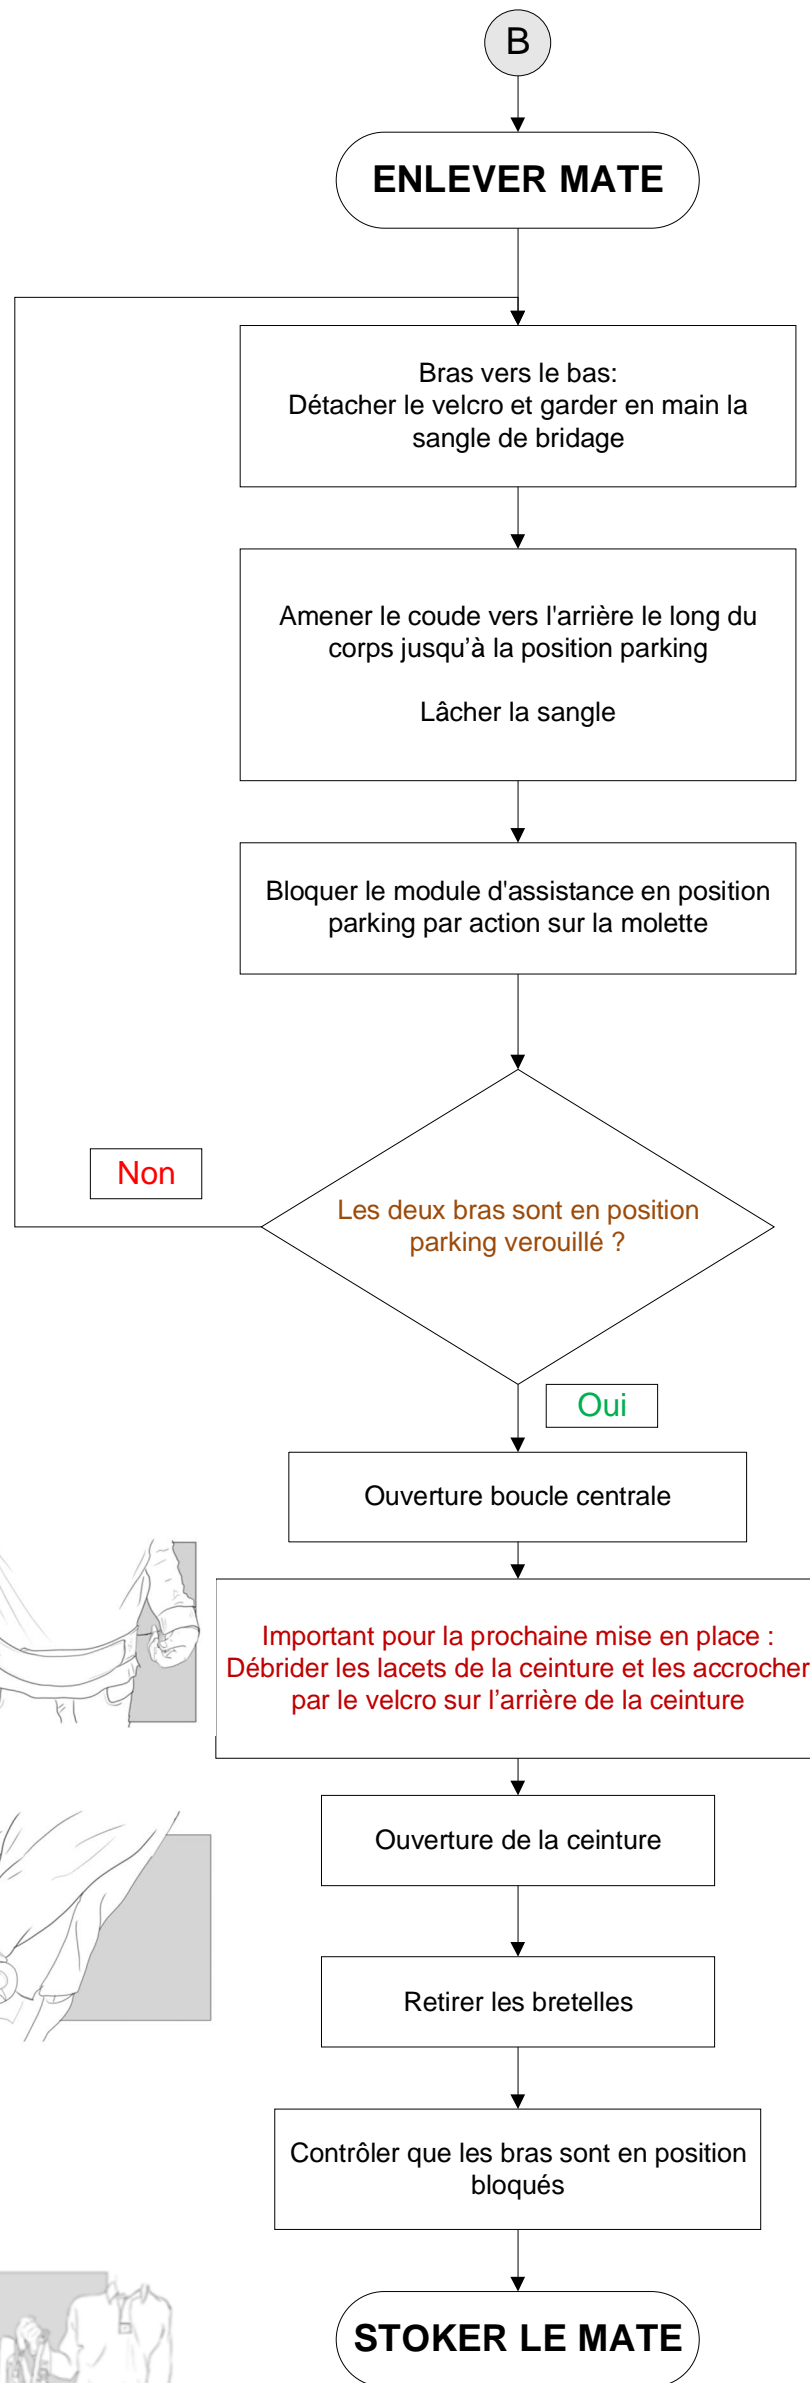 B
ENLEVER MATE
Bras vers le bas:
Détacher le velcro et garder en main la
sangle de bridage
Amener le coude vers l'arrière le long du
corps jusqu'à la position parking
Lâcher la sangle
Bloquer le module d'assistance en position
parking par action sur la molette
Non
Les deux bras sont en position
parking verouillé ?
Oui
Ouverture boucle centrale
Important pour la prochaine mise en place :
Débrider les lacets de la ceinture et les accrocher
par le velcro sur l’arrière de la ceinture
Ouverture de la ceinture
Retirer les bretelles
Contrôler que les bras sont en position
bloqués
STOKER LE MATE